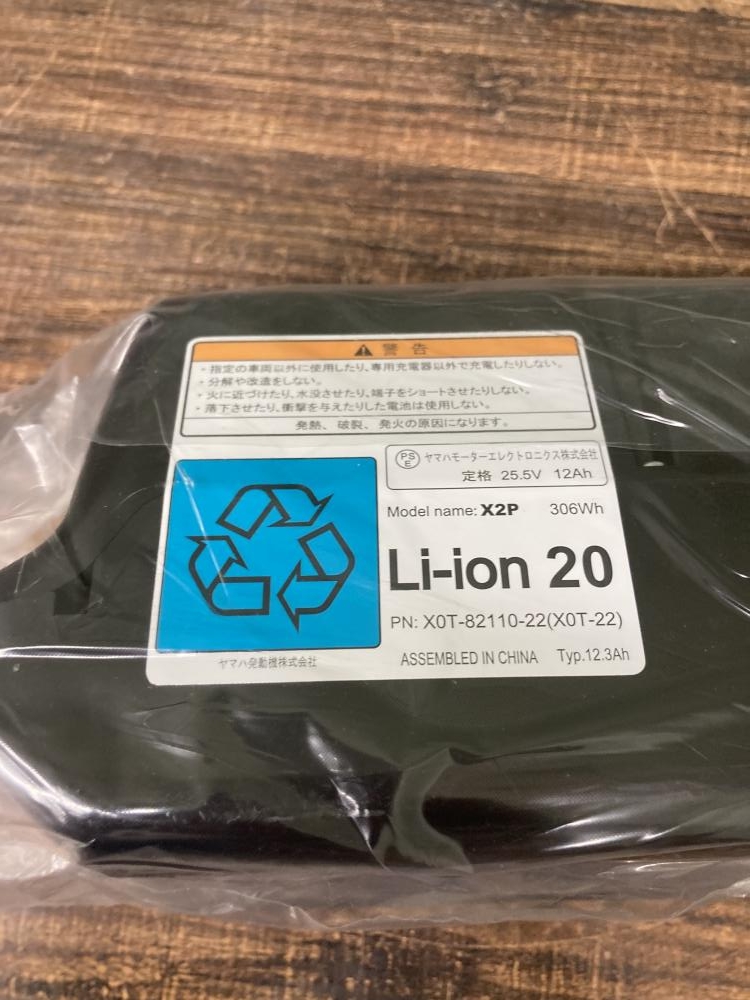 警告
・指定の車両以外に使用したり、専用充電器以外で充電したりしない。
・分解や改造をしない。
・火に近づけたり、水没させたり、端子をショートさせたりしない。
・落下させたり、衝撃を与えたりした電池は使用しない。
発熱、破裂、発火の原因になります。
PSE ヤマハモーターエレクトロニクス株式会社
定格 25.5V 12Ah
Model name: X2P 306Wh
Li-ion 20
PN: X0T-82110-22(X0T-22)
ヤマハ発動機株式会社
ASSEMBLED IN CHINA Typ.12.3Ah